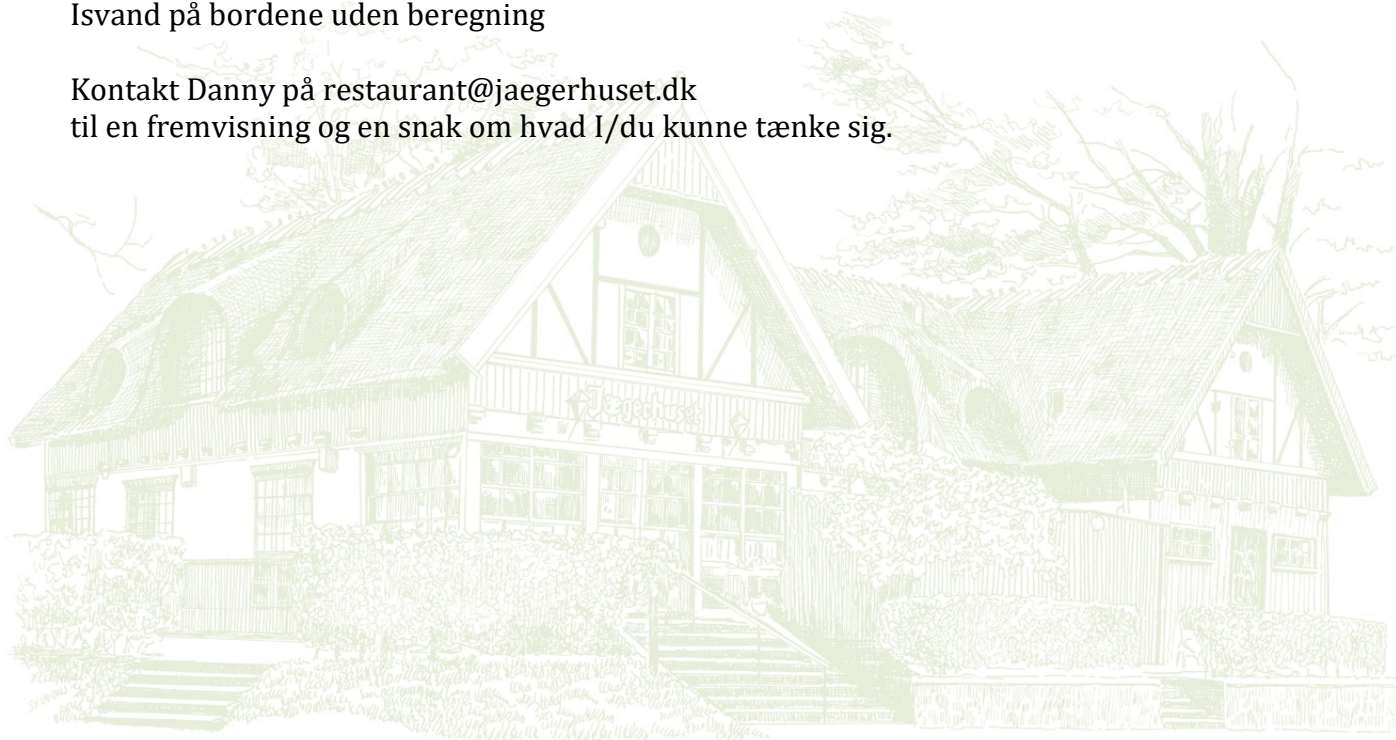 Isvand på bordene uden beregning
Kontakt Danny på restaurant@jaegerhuset.dk
til en fremvisning og en snak om hvad I/du kunne tænke sig.
Jægerhuset